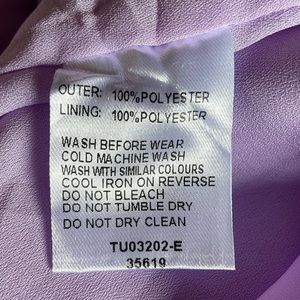 OUTER: 100%POLYESTER
LINING: 100%POLYESTER
WASH BEFORE WEAR
COLD MACHINE WASH
WASH WITH SIMILAR COLOURS
COOL IRON ON REVERSE
DO NOT BLEACH
DO NOT TUMBLE DRY
DO NOT DRY CLEAN
TU03202-E
35619